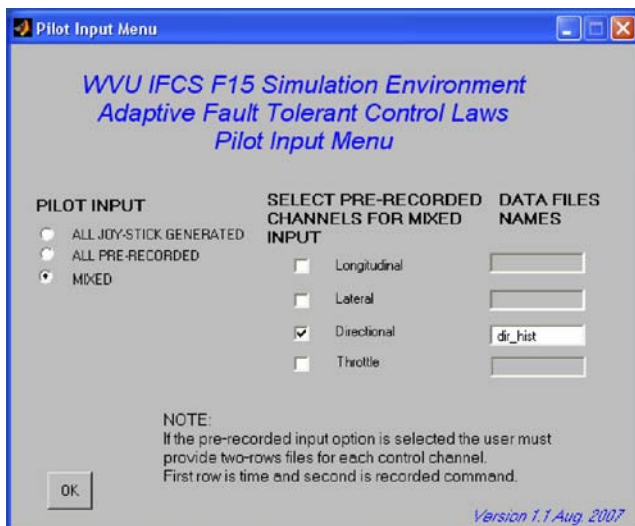 Pilot Input Menu
WVU IFCS F15 Simulation Environment
Adaptive Fault Tolerant Control Laws
Pilot Input Menu
PILOT INPUT
ALL JOY-STICK GENERATED
ALL PRE-RECORDED
MIXED
SELECT PRE-RECORDED
CHANNELS FOR MIXED
INPUT
DATA FILES
NAMES
Longitudinal
Lateral
Directional
dir_hist
Throttle
NOTE:
If the pre-recorded input option is selected the user must
provide two-rows files for each control channel.
First row is time and second is recorded command.
OK
Version 1.1 Aug. 2007